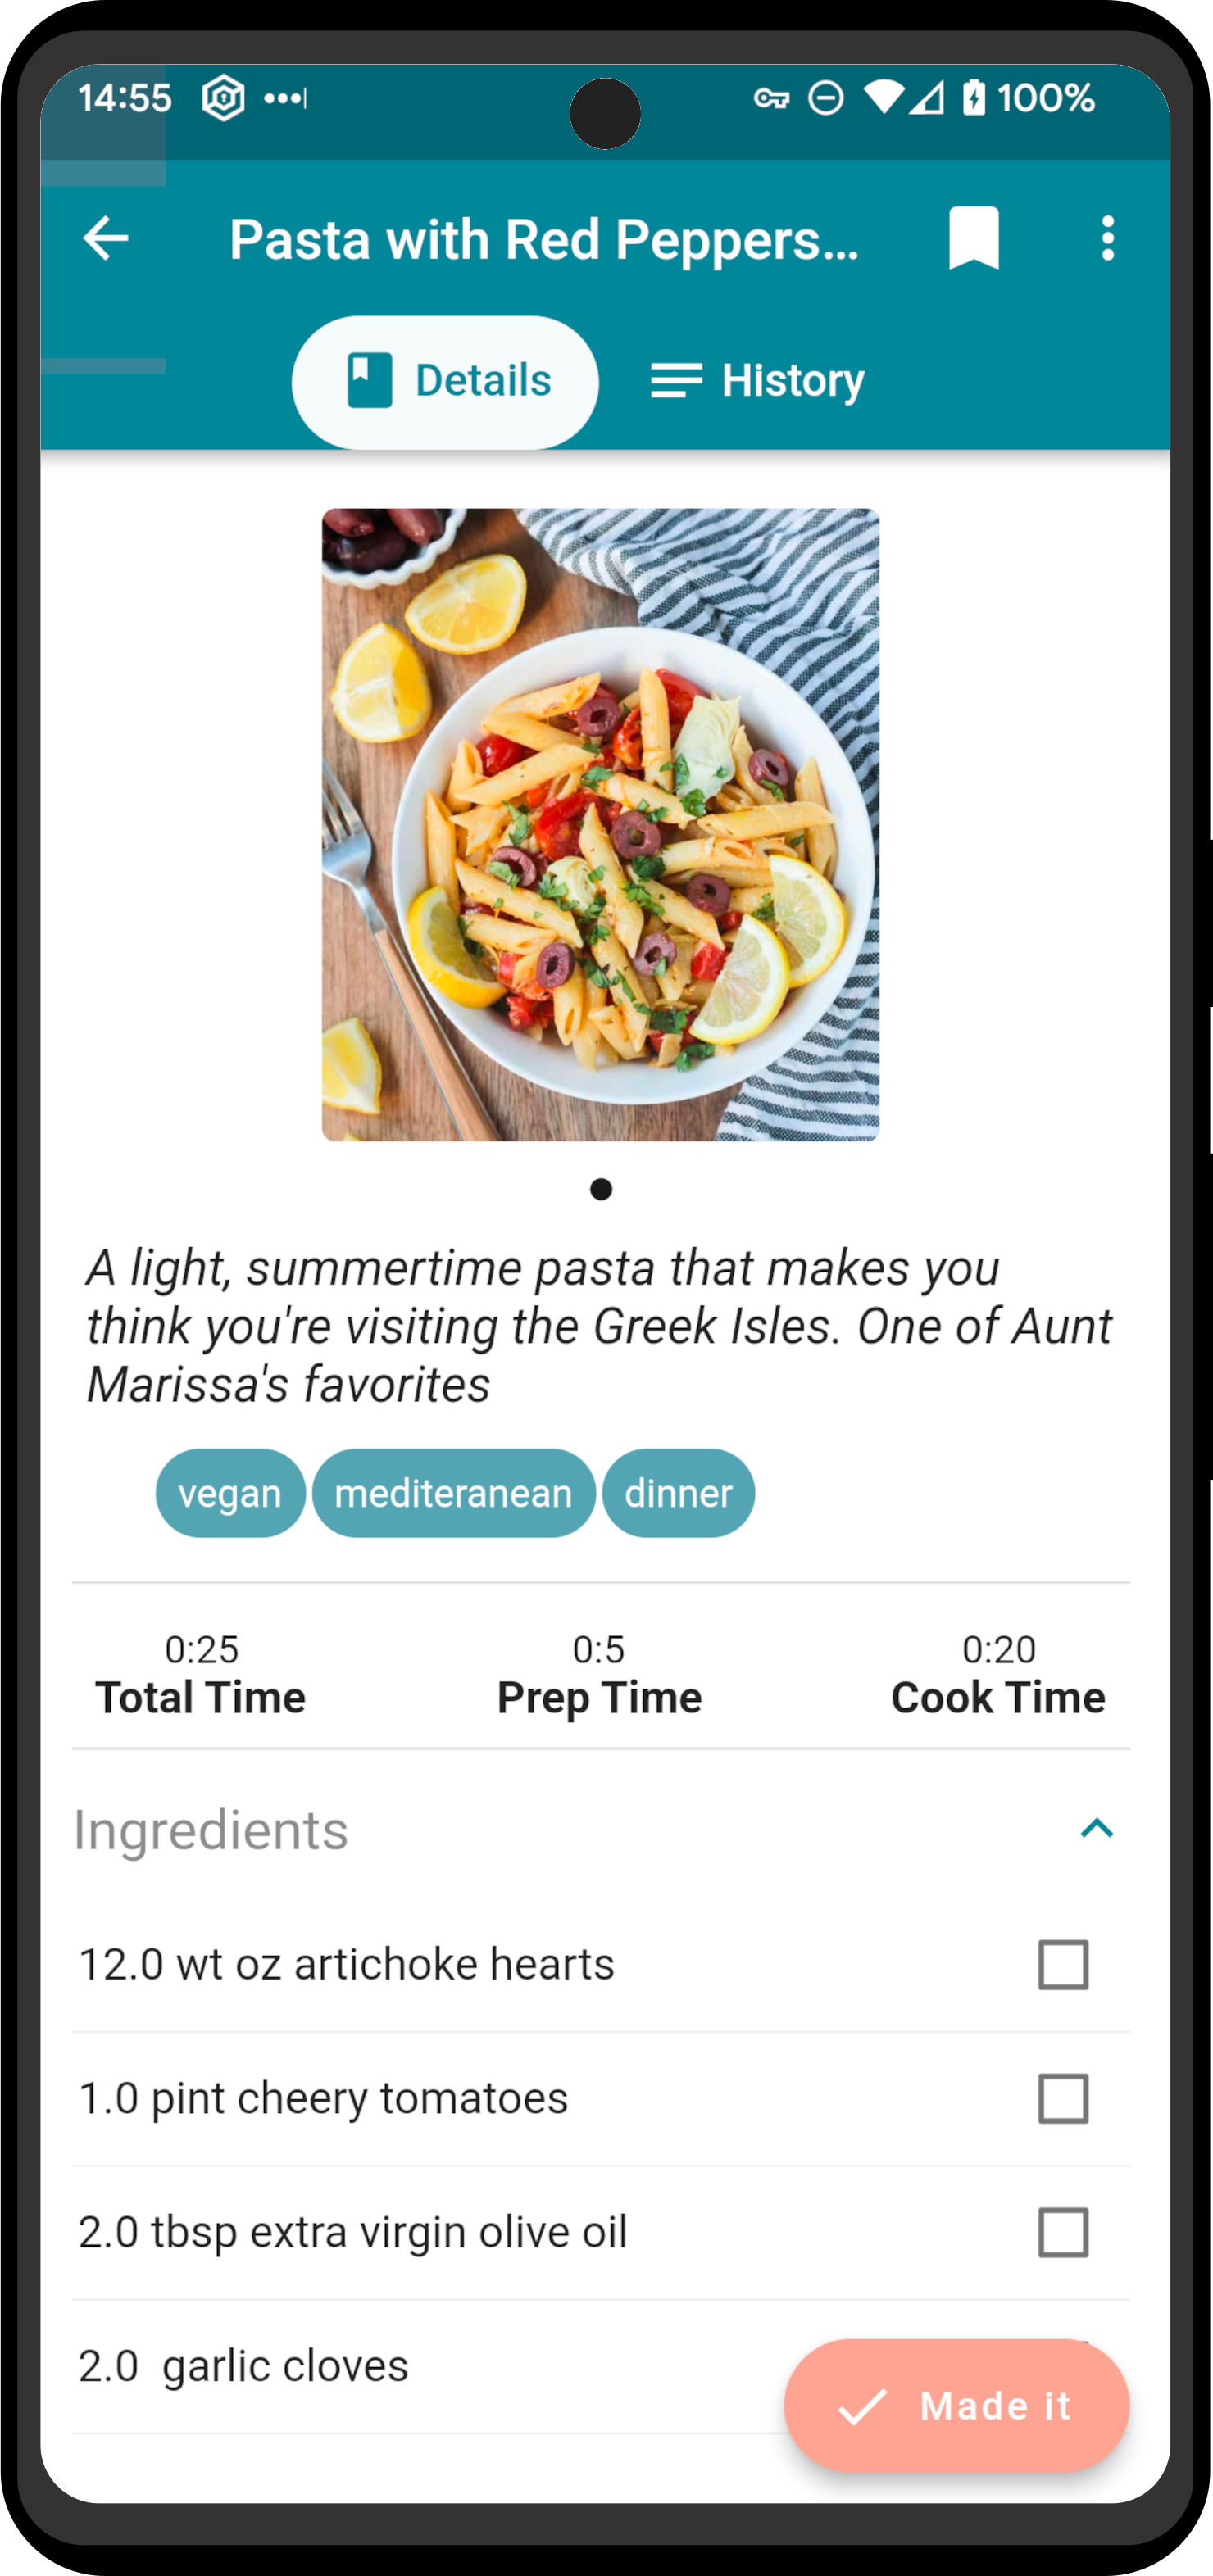 14:55
100%
Pasta with Red Peppers...
Details
History
A light, summertime pasta that makes you
think you're visiting the Greek Isles. One of Aunt
Marissa's favorites
vegan mediteranean dinner
0:25 0:5 0:20
Total Time Prep Time Cook Time
Ingredients
12.0 wt oz artichoke hearts
1.0 pint cheery tomatoes
2.0 tbsp extra virgin olive oil
2.0  garlic cloves
Made it